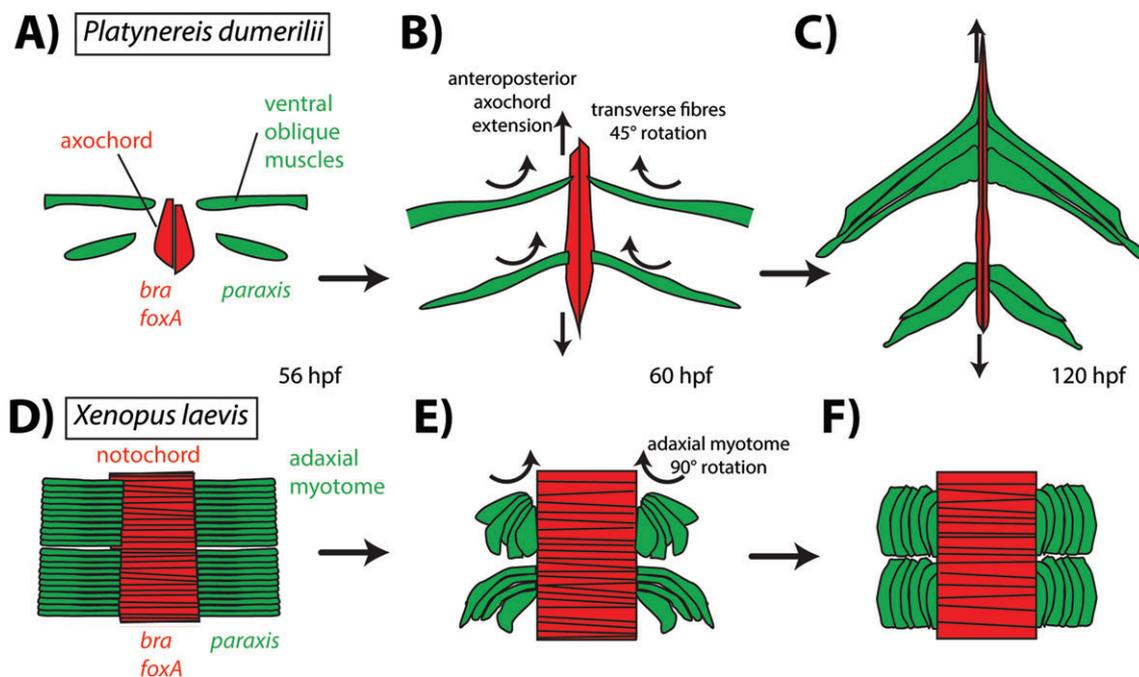 A) Platynereis dumerilii
axochord
ventral
oblique
muscles
bra
foxA
paraxis
56 hpf
B)
anteroposterior
axochord
extension
transverse fibres
45° rotation
60 hpf
C)
120 hpf
D) Xenopus laevis
notochord
adaxial
myotome
bra
foxA
paraxis
E)
adaxial myotome
90° rotation
F)